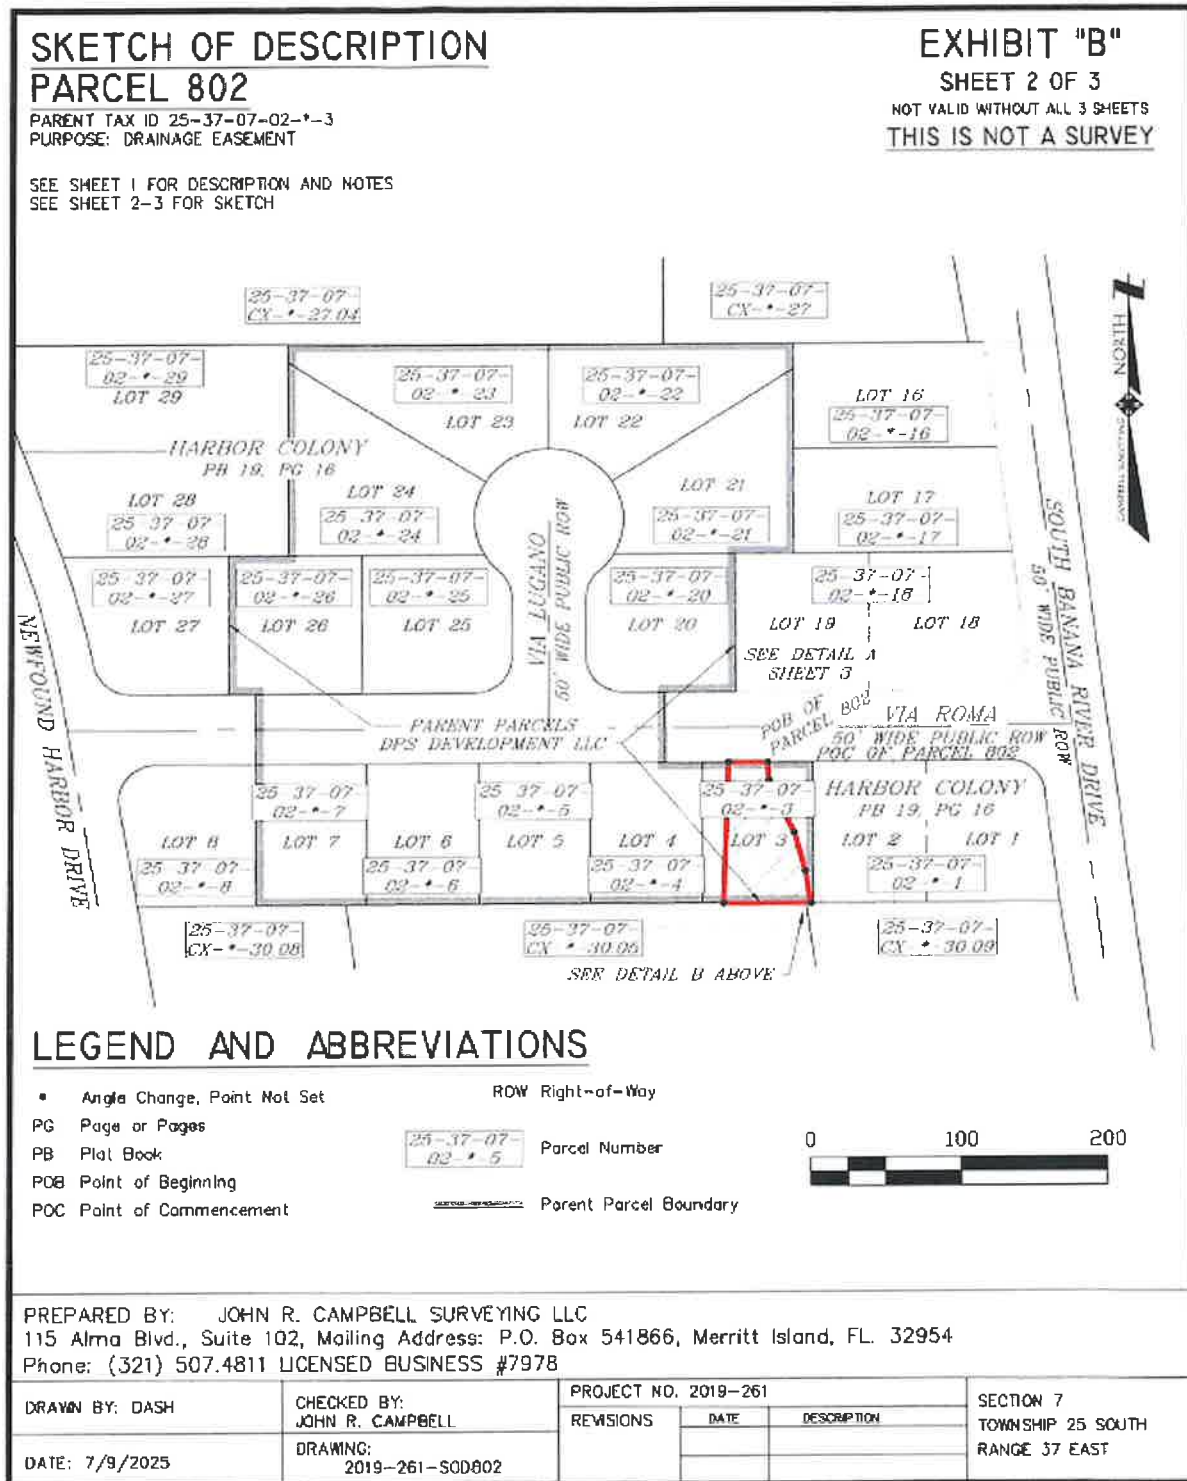 SKETCH OF DESCRIPTION
PARCEL 802
PARENT TAX ID 25-37-07-02-*-3
PURPOSE: DRAINAGE EASEMENT
SEE SHEET 1 FOR DESCRIPTION AND NOTES
SEE SHEET 2-3 FOR SKETCH
EXHIBIT "B"
SHEET 2 OF 3
NOT VALID WITHOUT ALL 3 SHEETS
THIS IS NOT A SURVEY
25-37-07-
CX-*-27.04
25-37-07-
CX-*-27
NORTH
25-37-07-
02-*-29
LOT 29
25-37-07-
02-*-23
LOT 23
25-37-07-
02-*-22
LOT 22
LOT 16
25-37-07-
02-*-16
HARBOR COLONY
PB 19, PG 16
LOT 28
25 37 07
02-*-28
LOT 24
25 37-07-
02-*-24
LOT 21
25-37-07-
02-*-21
LOT 17
25-37-07-
02-*-17
VIA LUGANO
50' WIDE PUBLIC ROW
SOUTH BANANA RIVER DRIVE
50' WIDE PUBLIC ROW
25-37 07-
02-*-27
LOT 27
25-37-07-
02-*-26
LOT 26
25-37-07-
02-*-25
LOT 25
25-37-07-
02-*-20
LOT 20
25-37-07-
02-*-18
LOT 19
LOT 18
SEE DETAIL A
SHEET 3
NEWFOUND HARBOR DRIVE
PARENT PARCELS
DPS DEVELOPMENT LLC
POB OF
PARCEL 802
VIA ROMA
50' WIDE PUBLIC ROW
POC OF PARCEL 802
25 37-07-
02-*-7
LOT 7
25 37-07-
02-*-5
LOT 5
25-37-07-
02-*-3
LOT 3
HARBOR COLONY
PB 19, PG 16
LOT 8
25-37 07-
02-*-8
LOT 6
25-37 07-
02-*-6
LOT 4
25-37 07
02-*-4
LOT 2
LOT 1
25-37-07-
02 *-1
25-37-07-
CX-*-30.08
25-37-07-
CX *-30.06
25-37-07-
CX * 30.09
SEE DETAIL B ABOVE
LEGEND AND ABBREVIATIONS
• Angle Change, Point Not Set
PG Page or Pages
PB Plat Book
POB Point of Beginning
POC Point of Commencement
ROW Right-of-Way
25-37-07-
02-*-5
Parcel Number
Parent Parcel Boundary
0 100 200
PREPARED BY: JOHN R. CAMPBELL SURVEYING LLC
115 Alma Blvd., Suite 102, Mailing Address: P.O. Box 541866, Merritt Island, FL. 32954
Phone: (321) 507.4811 LICENSED BUSINESS #7978
DRAWN BY: DASH
DATE: 7/9/2025
CHECKED BY:
JOHN R. CAMPBELL
DRAWING:
2019-261-SOD802
PROJECT NO. 2019-261
REVISIONS DATE DESCRIPTION
SECTION 7
TOWNSHIP 25 SOUTH
RANGE 37 EAST